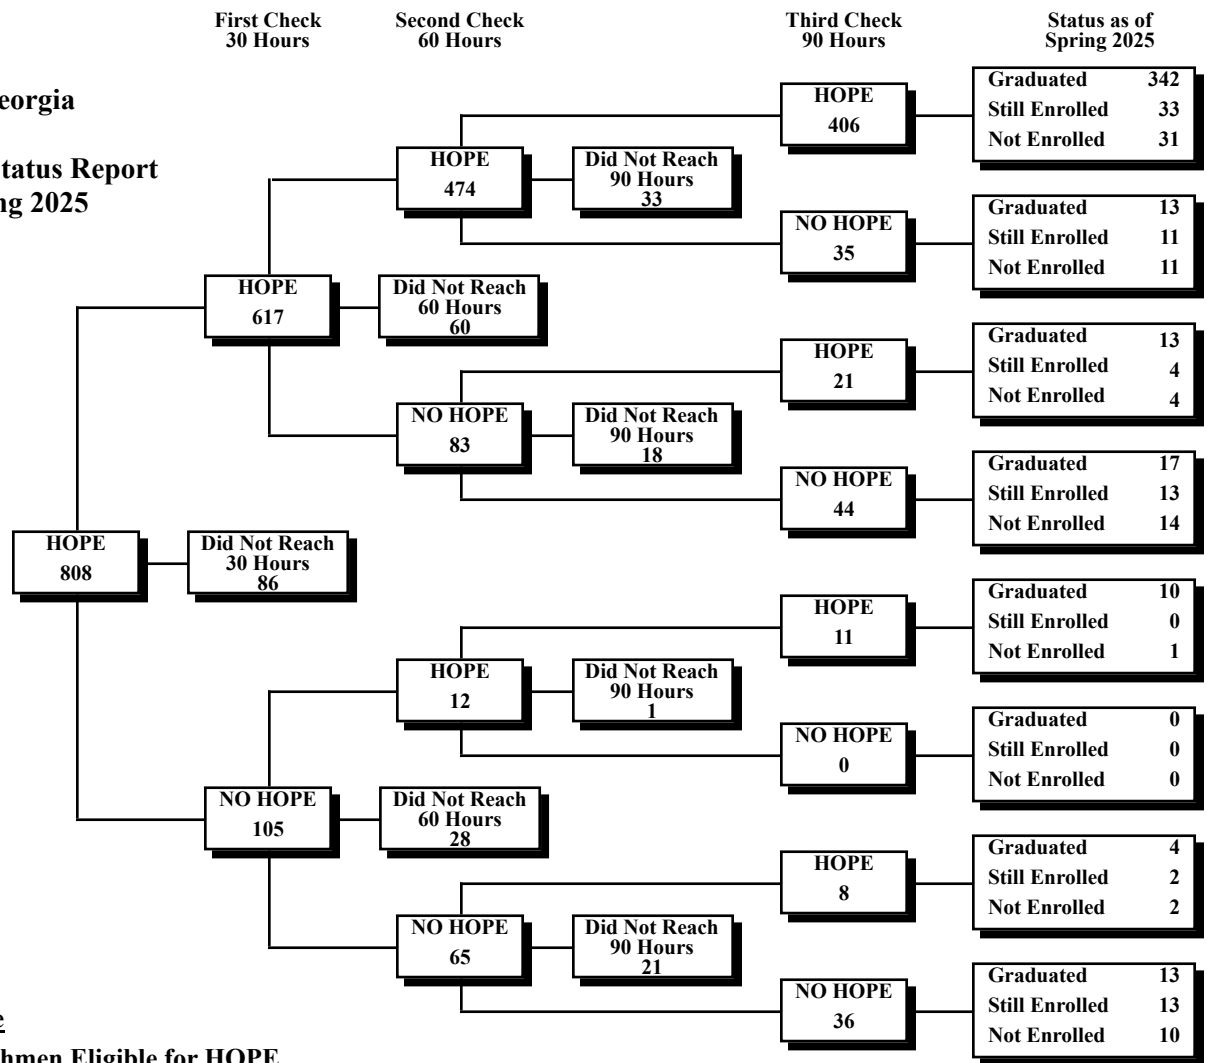 First Check
30 Hours
Second Check
60 Hours
Third Check
90 Hours
Status as of
Spring 2025
eorgia
tatus Report
ng 2025
HOPE
808
Did Not Reach
30 Hours
86
HOPE
617
Did Not Reach
60 Hours
60
NO HOPE
105
Did Not Reach
60 Hours
28
HOPE
474
Did Not Reach
90 Hours
33
NO HOPE
83
Did Not Reach
90 Hours
18
HOPE
12
Did Not Reach
90 Hours
1
NO HOPE
65
Did Not Reach
90 Hours
21
HOPE
406
Graduated 342
Still Enrolled 33
Not Enrolled 31
NO HOPE
35
Graduated 13
Still Enrolled 11
Not Enrolled 11
HOPE
21
Graduated 13
Still Enrolled 4
Not Enrolled 4
NO HOPE
44
Graduated 17
Still Enrolled 13
Not Enrolled 14
HOPE
11
Graduated 10
Still Enrolled 0
Not Enrolled 1
NO HOPE
0
Graduated 0
Still Enrolled 0
Not Enrolled 0
HOPE
8
Graduated 4
Still Enrolled 2
Not Enrolled 2
NO HOPE
36
Graduated 13
Still Enrolled 13
Not Enrolled 10
e
hmen Eligible for HOPE